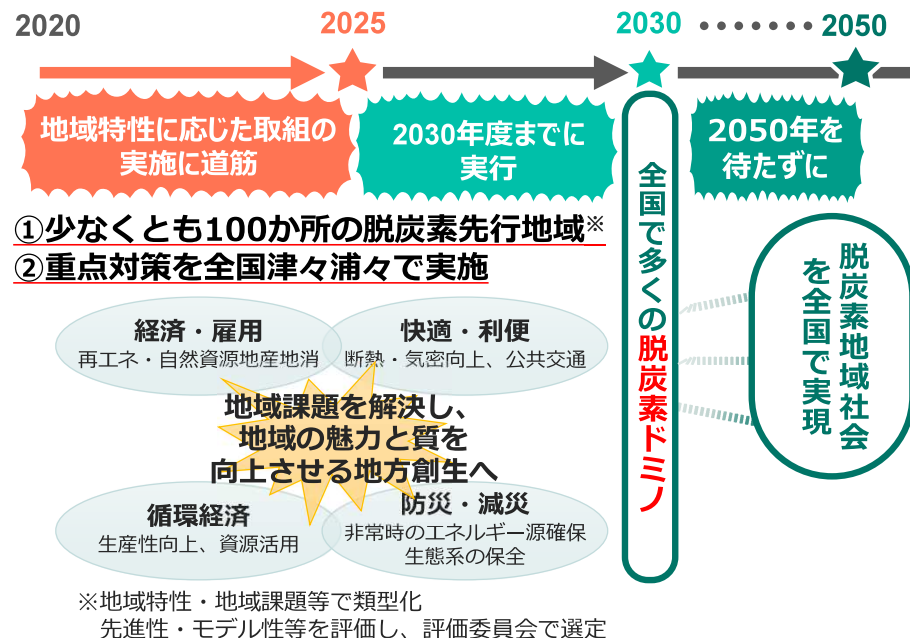 2020
2025
2030
2050
地域特性に応じた取組の
実施に道筋
2030年度までに
実行
2050年を
待たずに
①少なくとも100か所の脱炭素先行地域※
②重点対策を全国津々浦々で実施
経済・雇用
再エネ・自然資源地産地消
快適・利便
断熱・気密向上、公共交通
地域課題を解決し、
地域の魅力と質を
向上させる地方創生へ
循環経済
生産性向上、資源活用
防災・減災
非常時のエネルギー源確保
生態系の保全
※地域特性・地域課題等で類型化
先進性・モデル性等を評価し、評価委員会で選定
全国で多くの脱炭素ドミノ
脱炭素地域社会
を全国で実現